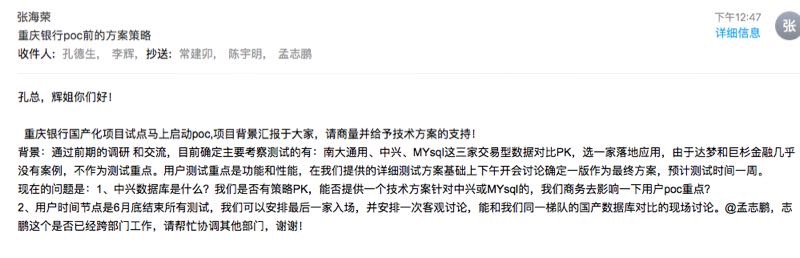 张海荣
下午12:47
重庆银行poc前的方案策略
详细信息
张
收件人: 孔德生, 李辉, 抄送: 常建卯, 陈宇明, 孟志鹏
孔总,辉姐你们好!
重庆银行国产化项目试点马上启动poc,项目背景汇报于大家,请商量并给予技术方案的支持!
背景:通过前期的调研 和交流,目前确定主要考察测试的有:南大通用、中兴、MYsql这三家交易型数据对比PK,选一家落地应用,由于达梦和巨杉金融几乎
没有案例,不作为测试重点。用户测试重点是功能和性能,在我们提供的详细测试方案基础上下午开会讨论确定一版作为最终方案,预计测试时间一周。
现在的问题是:1、中兴数据库是什么?我们是否有策略PK,能否提供一个技术方案针对中兴或MYsql的,我们商务去影响一下用户poc重点?
2、用户时间节点是6月底结束所有测试,我们可以安排最后一家入场,并安排一次客观讨论,能和我们同一梯队的国产数据库对比的现场讨论。@孟志鹏,志
鹏这个是否已经跨部门工作,请帮忙协调其他部门,谢谢!